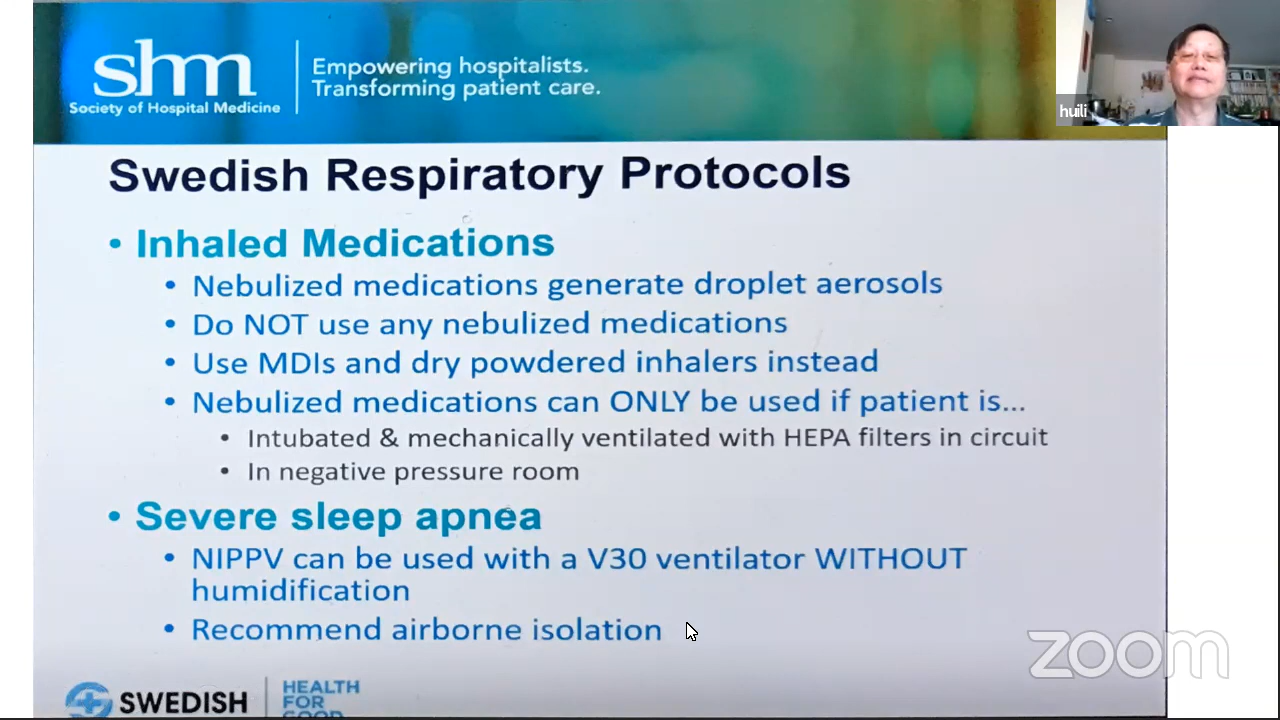 shm
Society of Hospital Medicine
Empowering hospitalists.
Transforming patient care.
huili
Swedish Respiratory Protocols
• Inhaled Medications
• Nebulized medications generate droplet aerosols
• Do NOT use any nebulized medications
• Use MDIs and dry powdered inhalers instead
• Nebulized medications can ONLY be used if patient is...
• Intubated & mechanically ventilated with HEPA filters in circuit
• In negative pressure room
• Severe sleep apnea
• NIPPV can be used with a V30 ventilator WITHOUT
humidification
• Recommend airborne isolation
zoom
SWEDISH
HEALTH
FOR
GOOD